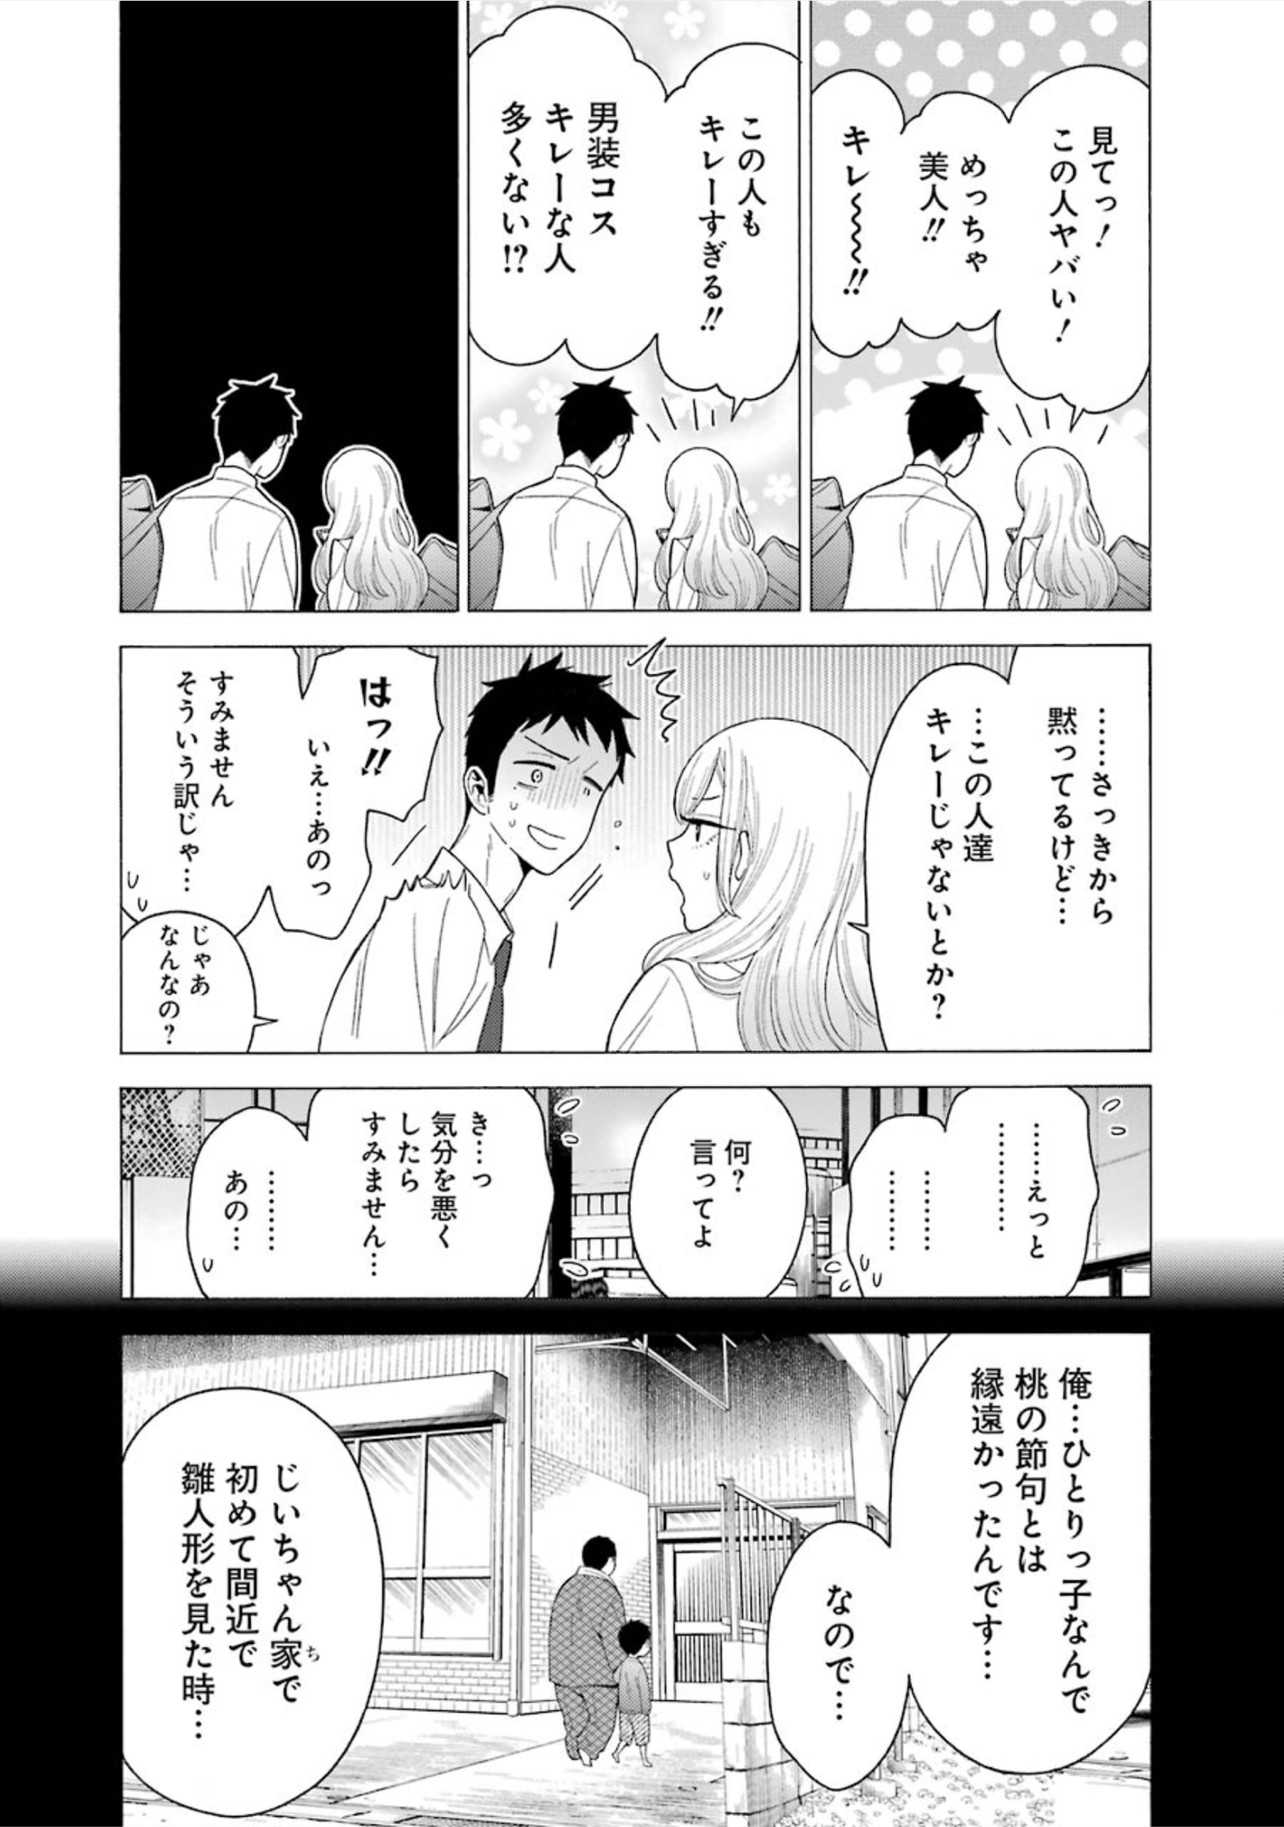 見てっ!
この人ヤバい!
めっちゃ
美人!!
キレ〜〜〜!!
この人も
キレーすぎる!!
男装コス
キレーな人
多くない!?
……さっきから
黙ってるけど…
…この人達
キレーじゃないとか?
はっ!!
いえ…あのっ
すみません
そういう訳じゃ…
じゃあ
なんなの?
……えっと
…………
………
………
何?
言ってよ
き…っ
気分を悪く
したら
すみません…
………
あの…
俺…ひとりっ子なんで
桃の節句とは
縁遠かったんです…
なので…
じいちゃん家で
ち
初めて間近で
雛人形を見た時…